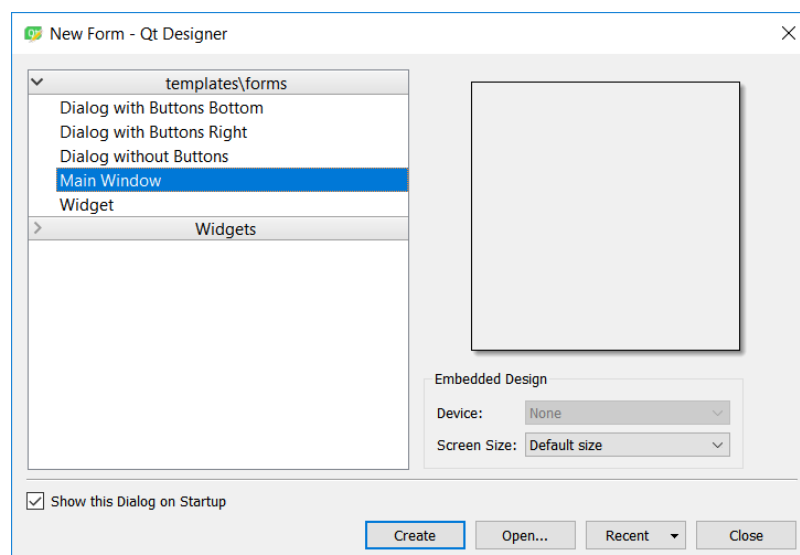 New Form - Qt Designer
templates\forms
Dialog with Buttons Bottom
Dialog with Buttons Right
Dialog without Buttons
Main Window
Widget
Widgets
Embedded Design
Device: None
Screen Size: Default size
Show this Dialog on Startup
Create Open... Recent Close